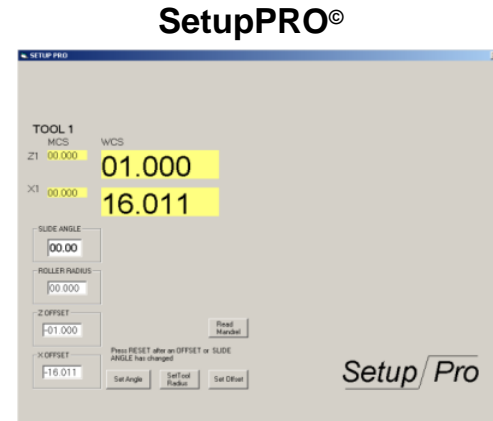 SetupPRO©
SETUP PRO
TOOL 1
MCS WCS
Z1 00.000 01.000
X1 00.000 16.011
SLIDE ANGLE
00.00
ROLLER RADIUS
00.000
Z OFFSET
-01.000
Read
Mandrel
X OFFSET
-16.011
Press RESET after an OFFSET or SLIDE
ANGLE has changed
Set Angle
SetTool
Radius
Set Offset
Setup/Pro